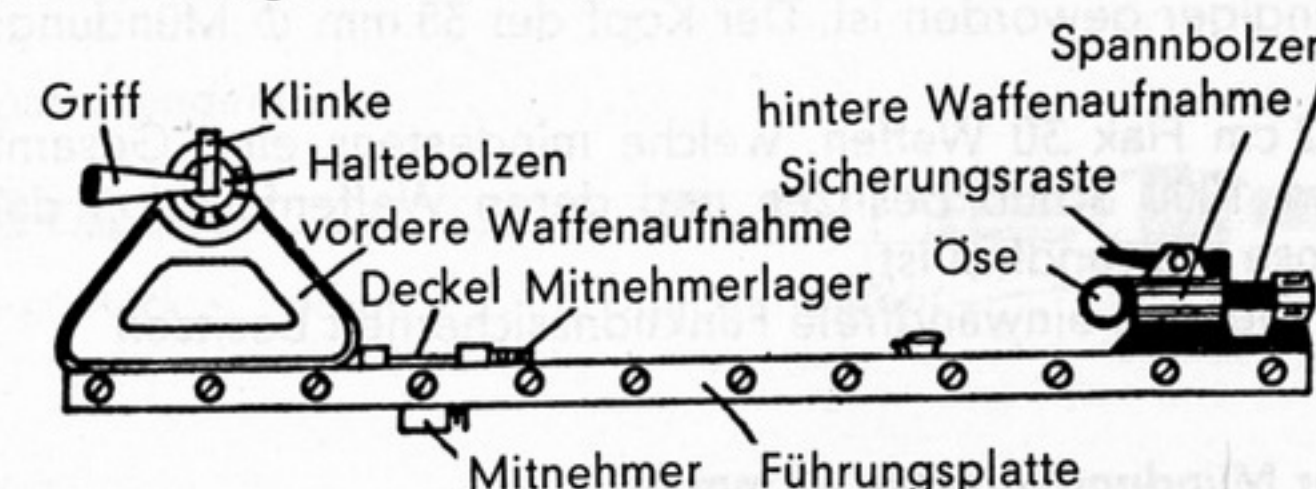 Spannbolzen
Griff Klinke
hintere Waffenaufnahme
Haltebolzen
Sicherungsraste
vordere Waffenaufnahme
Öse
Deckel Mitnehmerlager
Mitnehmer Führungsplatte